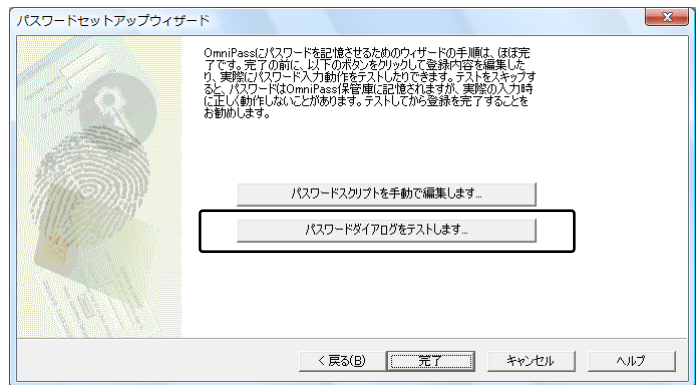 パスワードセットアップウィザード
OmniPassにパスワードを記憶させるためのウィザードの手順は、ほぼ完
了です。完了の前に、以下のボタンをクリックして登録内容を編集した
り、実際にパスワード入力動作をテストしたりできます。テストをスキップす
ると、パスワードはOmniPass保管庫に記憶されますが、実際の入力時
に正しく動作しないことがあります。テストしてから登録を完了することを
お勧めします。
パスワードスクリプトを手動で編集します...
パスワードダイアログをテストします...
< 戻る(B)
完了
キャンセル
ヘルプ